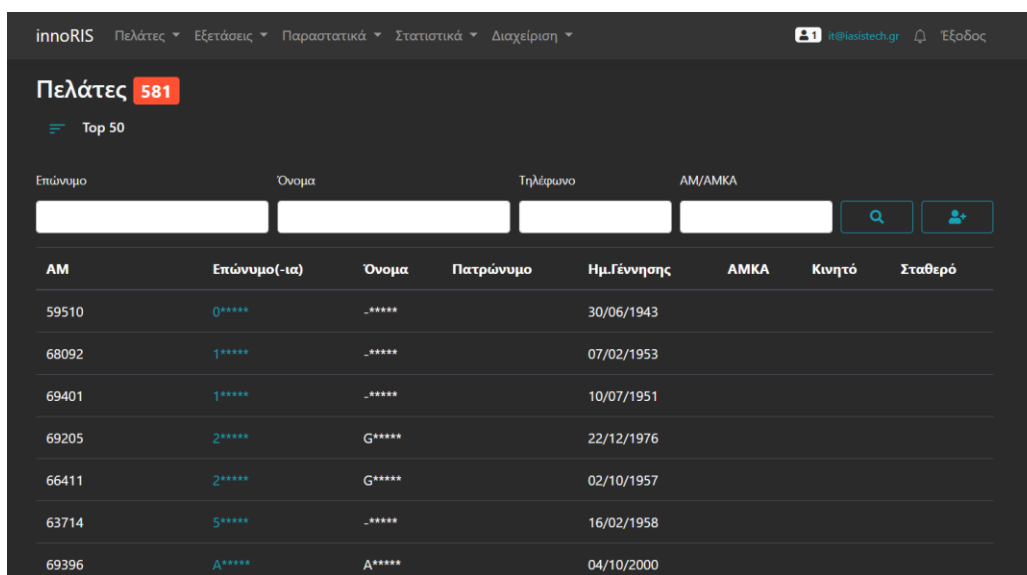 innoRIS Πελάτες Εξετάσεις Παραστατικά Στατιστικά Διαχείριση 1 it@iasistech.gr Έξοδος
Πελάτες 581
Top 50
Επώνυμο Όνομα Τηλέφωνο ΑΜ/ΑΜΚΑ
ΑΜ Επώνυμο(-ια) Όνομα Πατρώνυμο Ημ.Γέννησης ΑΜΚΑ Κινητό Σταθερό
59510 0***** -***** 30/06/1943
68092 1***** -***** 07/02/1953
69401 1***** -***** 10/07/1951
69205 2***** G***** 22/12/1976
66411 2***** G***** 02/10/1957
63714 5***** -***** 16/02/1958
69396 A***** A***** 04/10/2000